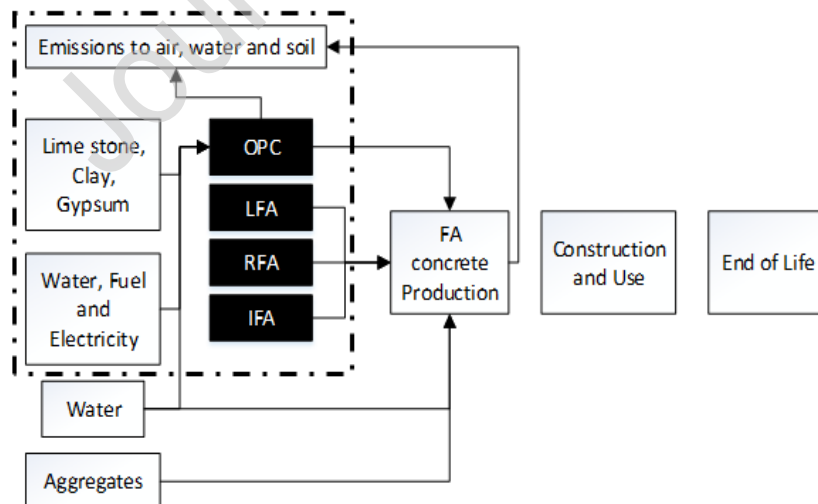 Jour
Emissions to air, water and soil
Lime stone,
Clay,
Gypsum
OPC
LFA
RFA
IFA
Water, Fuel
and
Electricity
FA
concrete
Production
Construction
and Use
End of Life
Water
Aggregates